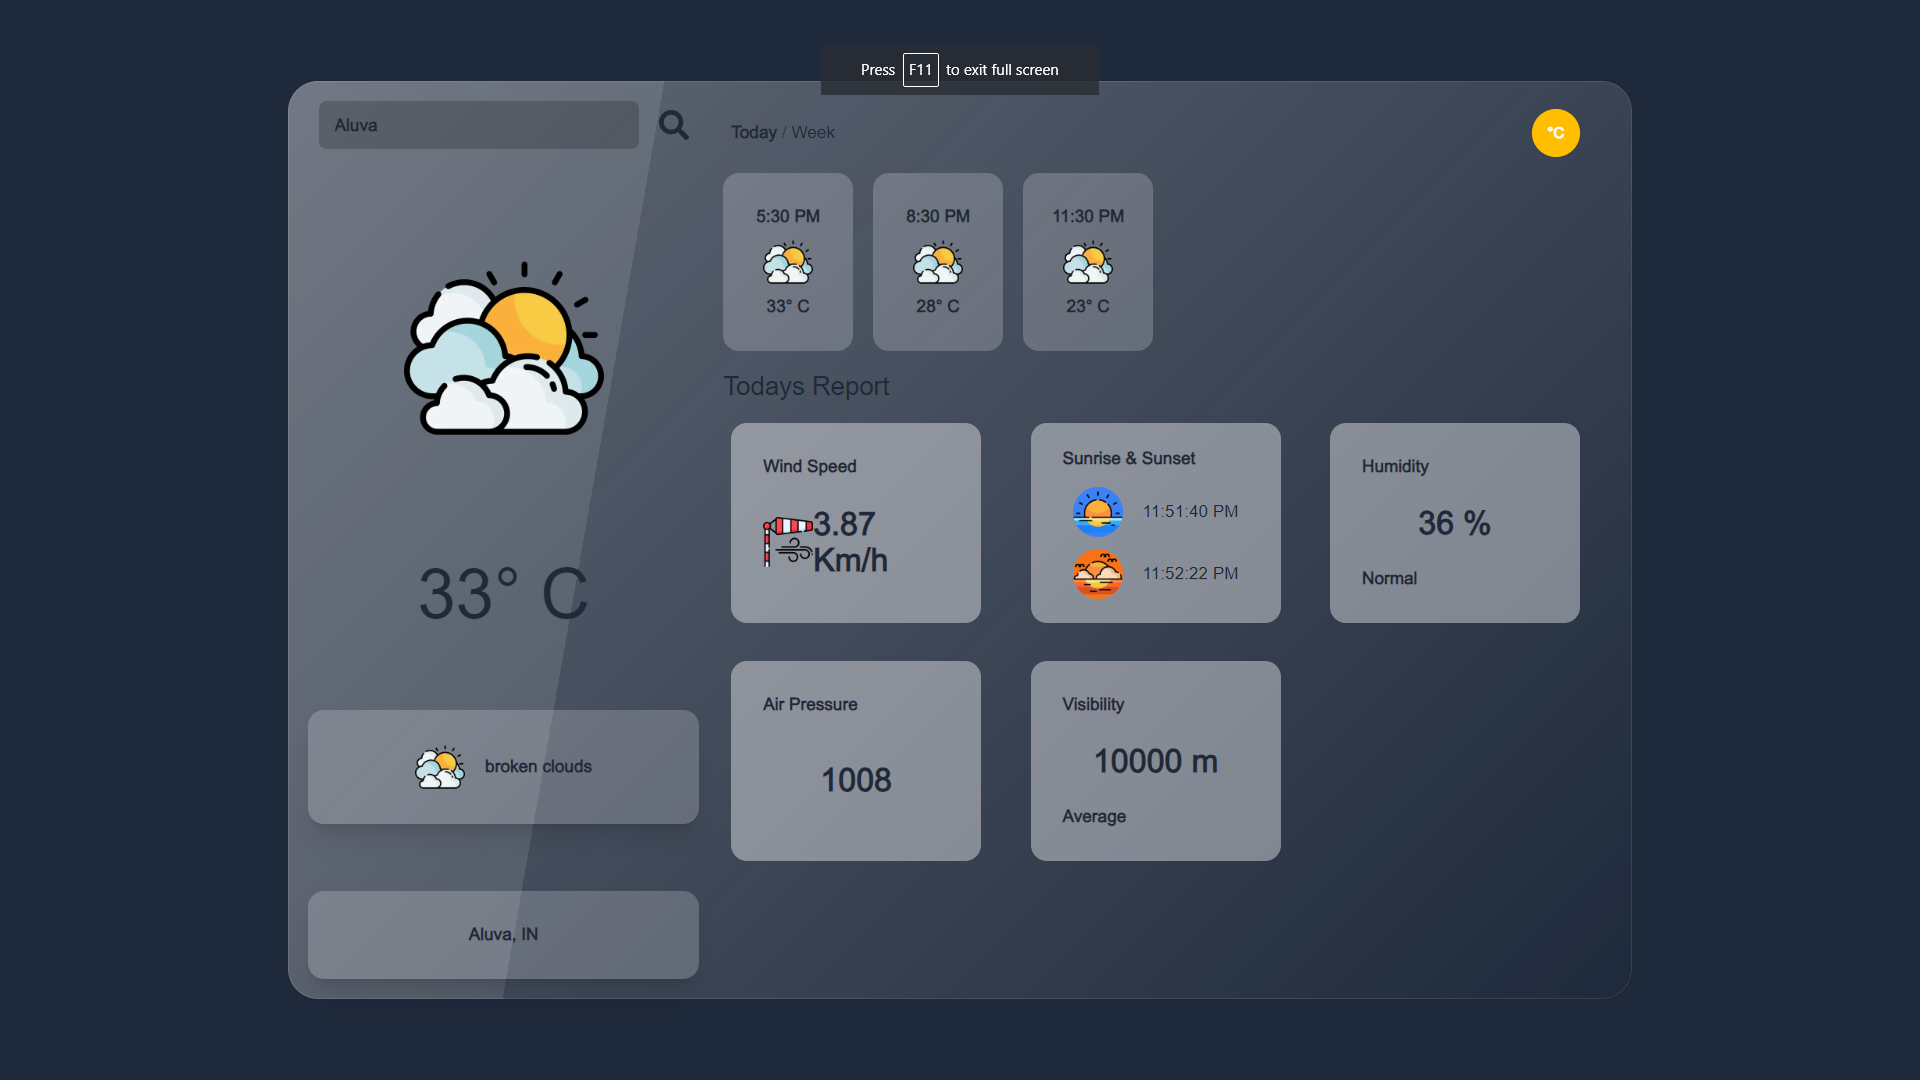 Press F11 to exit full screen
Aluva
Today / Week
°C
5:30 PM
33° C
8:30 PM
28° C
11:30 PM
23° C
33° C
broken clouds
Aluva, IN
Todays Report
Wind Speed
3.87
Km/h
Sunrise & Sunset
11:51:40 PM
11:52:22 PM
Humidity
36 %
Normal
Air Pressure
1008
Visibility
10000 m
Average